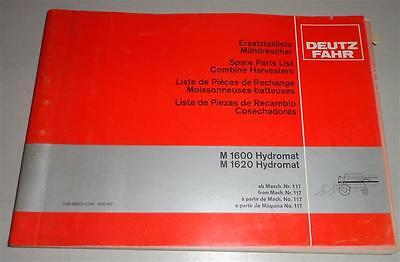 Ersatzteilliste
Mähdrescher
Spare Parts List
Combine Harvesters
Liste de Pièces de Rechange
Moissonneuses-batteuses
Lista de Piezas de Recambio
Cosechadoras
DEUTZ
FAHR
M 1600 Hydromat
M 1620 Hydromat
ab Masch. Nr. 117
from Mach. Nr. 117
à partir de Mach. No. 117
a partir de Máquina No. 117